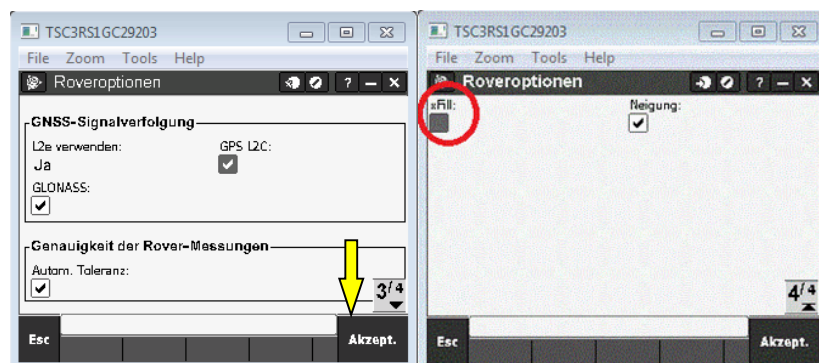 TSC3RS1GC29203
File Zoom Tools Help
Roveroptionen ? – ×
GNSS-Signalverfolgung
L2e verwenden: GPS L2C:
Ja
GLONASS:
Genauigkeit der Rover-Messungen
Autom. Toleranz:
3/4
Esc Akzept.
TSC3RS1GC29203
File Zoom Tools Help
Roveroptionen ? – ×
xFill: Neigung:
4/4
Esc Akzept.